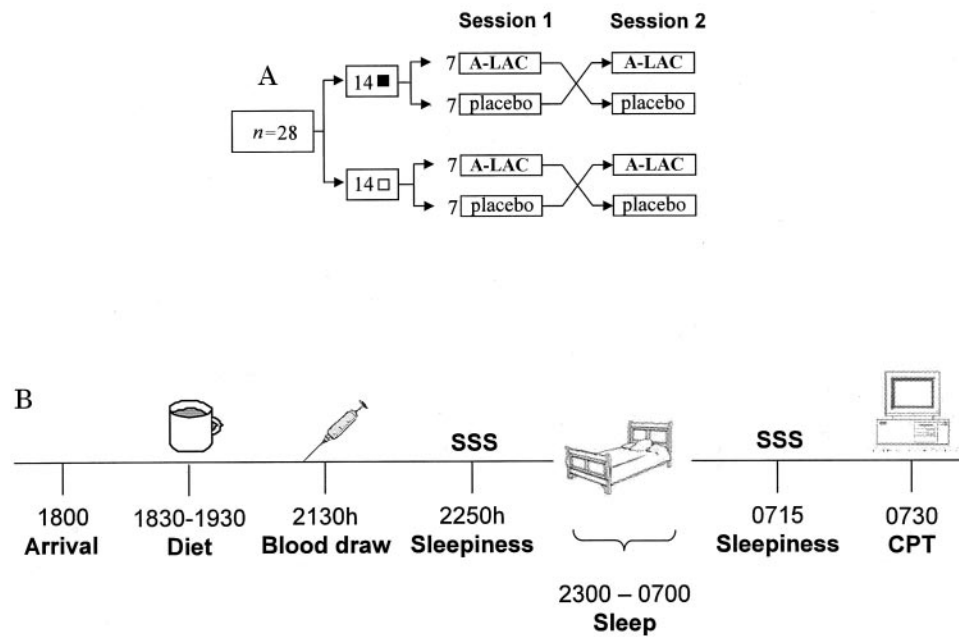 Session 1 Session 2
A
14 ■ 7 A-LAC A-LAC
7 placebo placebo
n=28
14 □ 7 A-LAC A-LAC
7 placebo placebo
B
SSS SSS
1800 1830-1930 2130h 2250h 0715 0730
Arrival Diet Blood draw Sleepiness Sleepiness CPT
2300 – 0700
Sleep